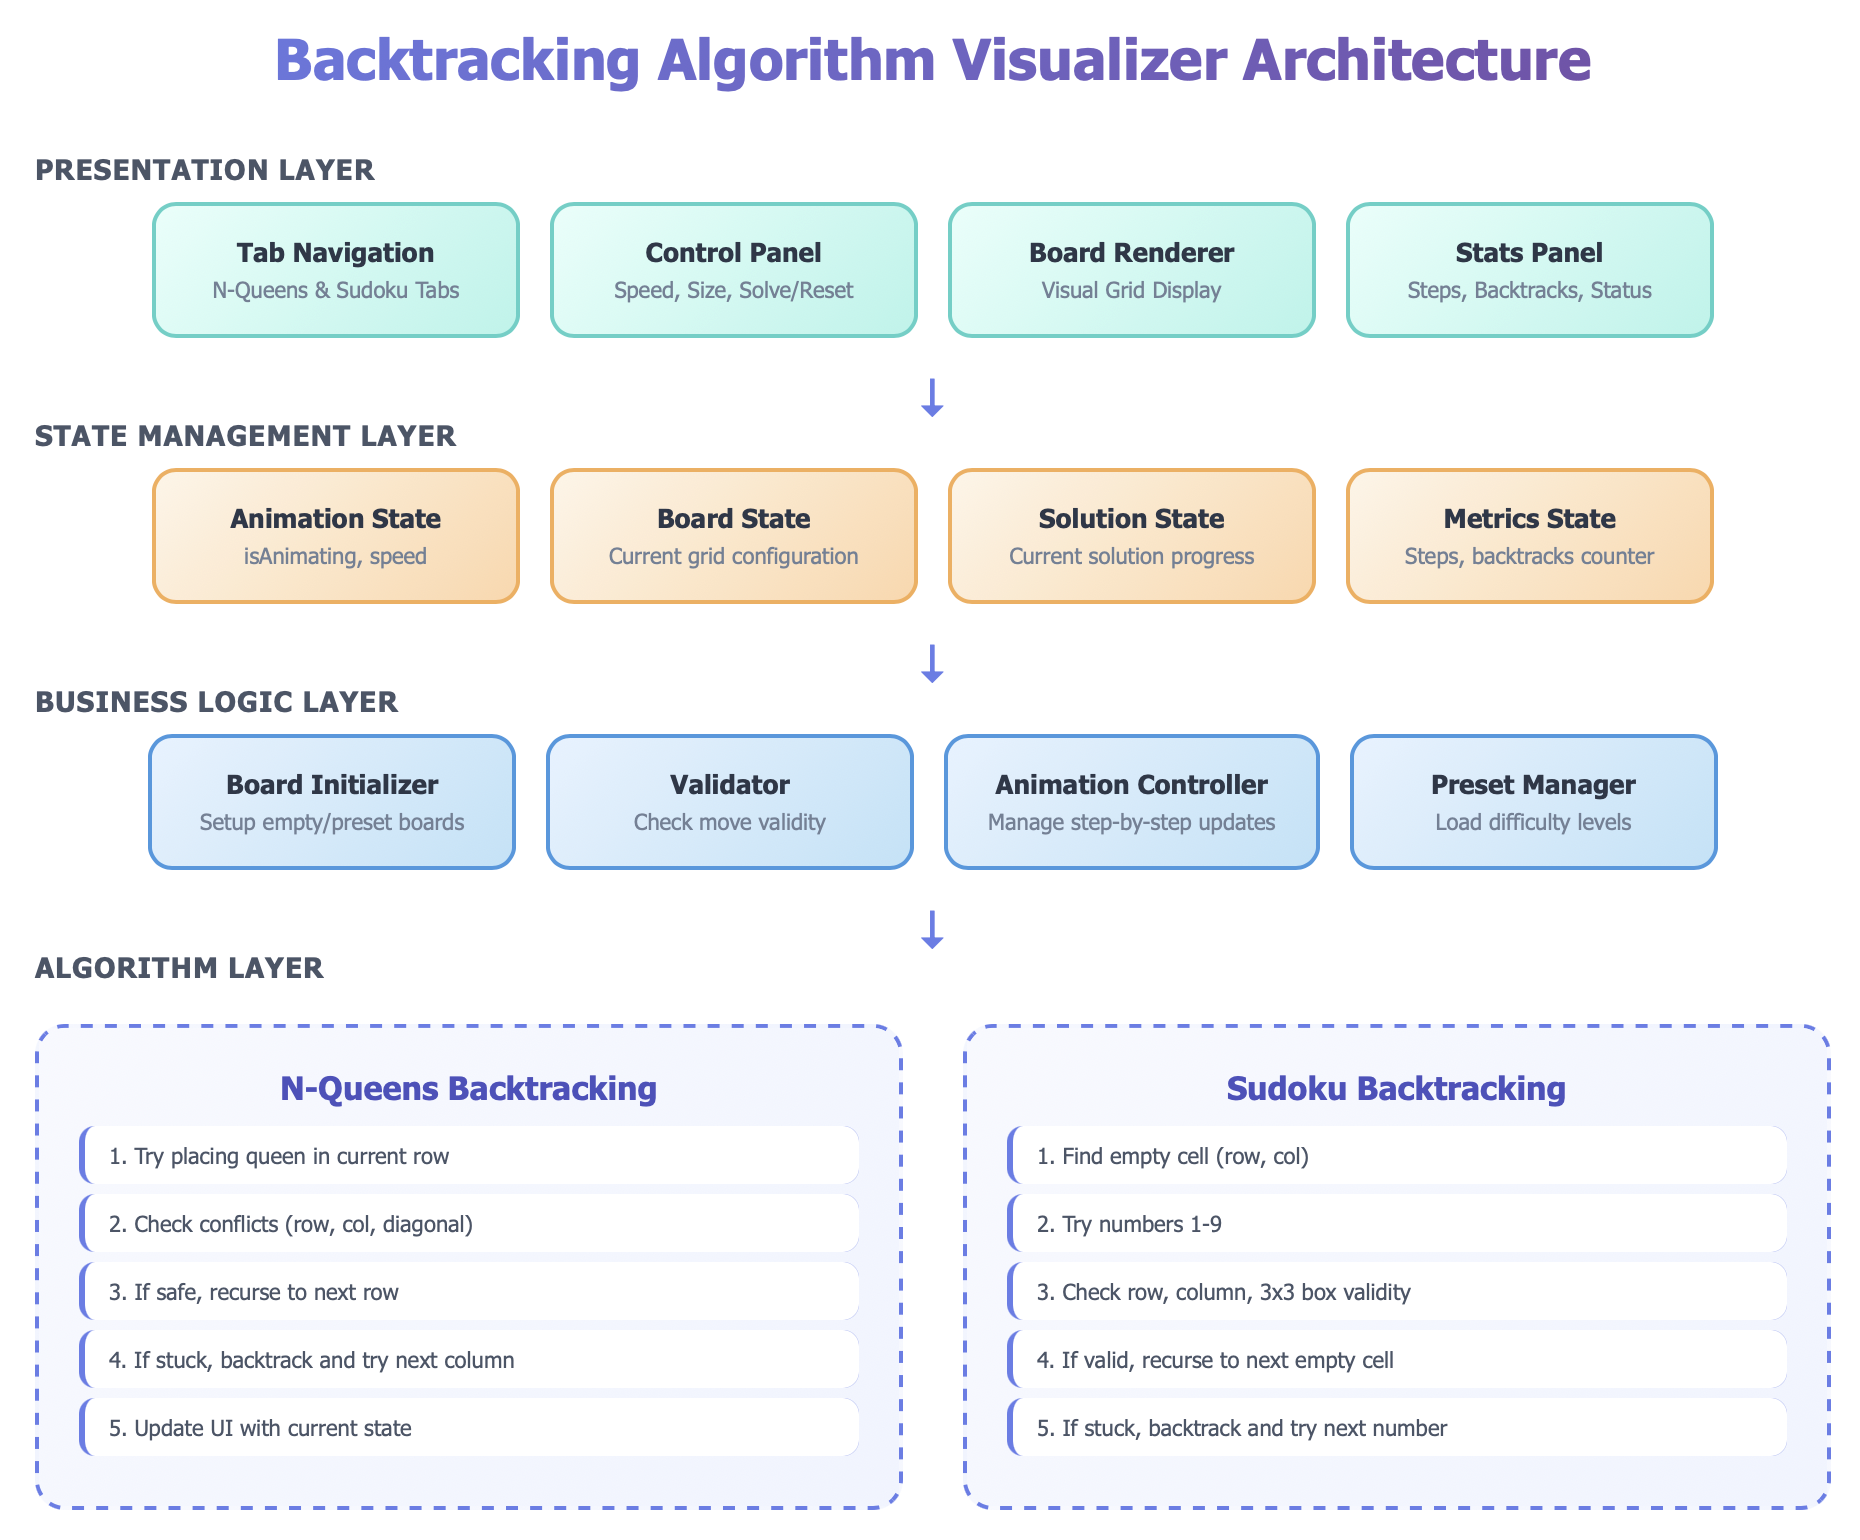 Backtracking Algorithm Visualizer Architecture
PRESENTATION LAYER
Tab Navigation
N-Queens & Sudoku Tabs
Control Panel
Speed, Size, Solve/Reset
Board Renderer
Visual Grid Display
Stats Panel
Steps, Backtracks, Status
STATE MANAGEMENT LAYER
Animation State
isAnimating, speed
Board State
Current grid configuration
Solution State
Current solution progress
Metrics State
Steps, backtracks counter
BUSINESS LOGIC LAYER
Board Initializer
Setup empty/preset boards
Validator
Check move validity
Animation Controller
Manage step-by-step updates
Preset Manager
Load difficulty levels
ALGORITHM LAYER
N-Queens Backtracking
1. Try placing queen in current row
2. Check conflicts (row, col, diagonal)
3. If safe, recurse to next row
4. If stuck, backtrack and try next column
5. Update UI with current state
Sudoku Backtracking
1. Find empty cell (row, col)
2. Try numbers 1-9
3. Check row, column, 3x3 box validity
4. If valid, recurse to next empty cell
5. If stuck, backtrack and try next number